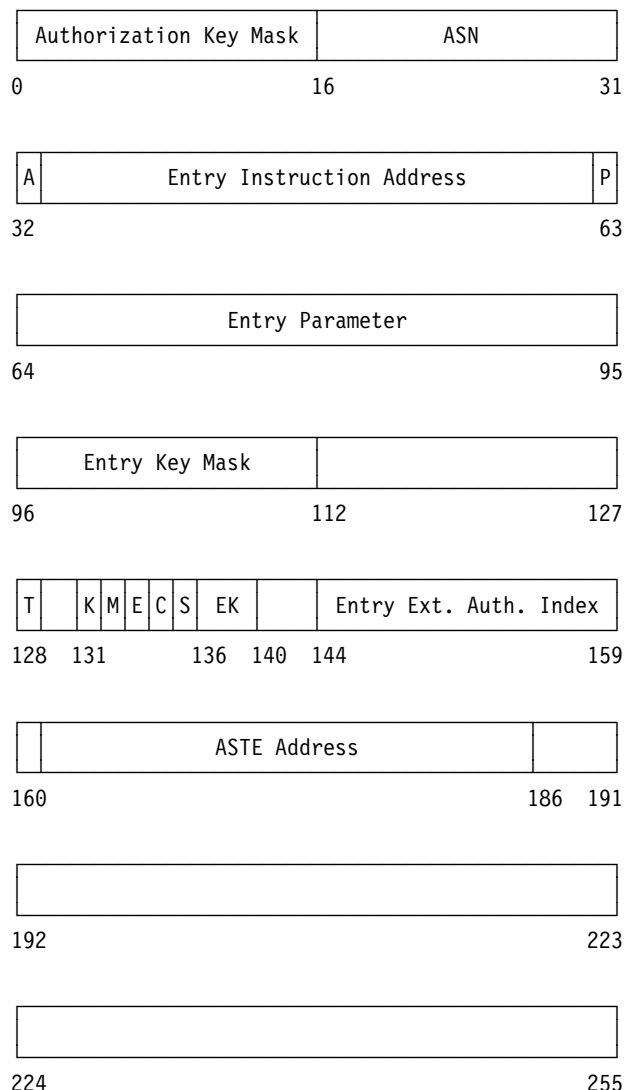 Authorization Key Mask ASN
0 16 31
A Entry Instruction Address P
32 63
Entry Parameter
64 95
Entry Key Mask
96 112 127
T K M E C S EK Entry Ext. Auth. Index
128 131 136 140 144 159
ASTE Address
160 186 191
192 223
224 255